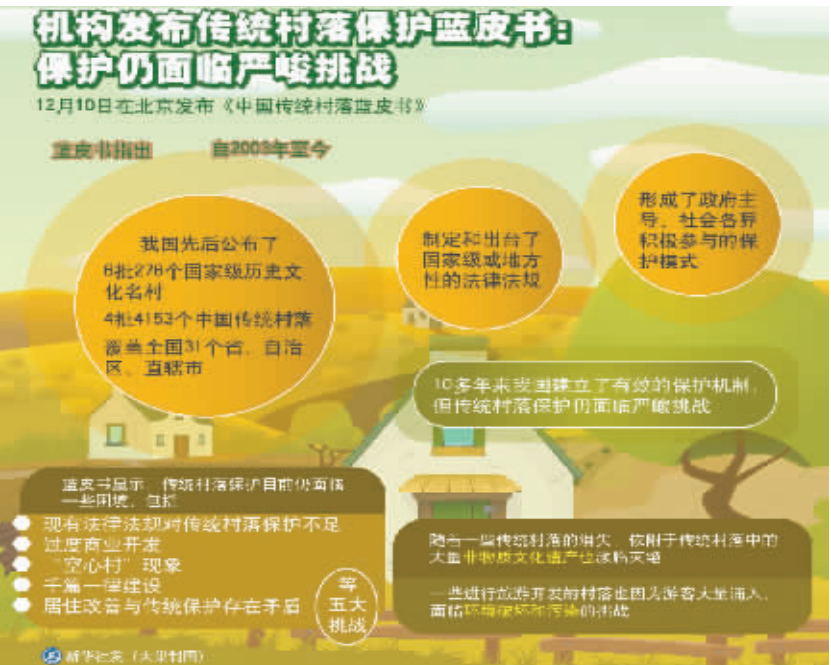 机构发布传统村落保护蓝皮书:
保护仍面临严峻挑战
12月10日在北京发布《中国传统村落蓝皮书》
蓝皮书指出 自2003年至今
我国先后公布了
6批276个国家级历史文
化名村
4批4153个中国传统村落
覆盖全国31个省、自治
区、直辖市
制定和出台了
国家级或地方
性的法律法规
形成了政府主
导、社会各界
积极参与的保
护模式
10多年来我国建立了有效的保护机制,
但传统村落保护仍面临严峻挑战
蓝皮书显示,传统村落保护目前仍面临
一些困境,包括
现有法律法规对传统村落保护不足
过度商业开发
“空心村”现象
千篇一律建设
居住改善与传统保护存在矛盾
等
五大
挑战
随着一些传统村落的消失,依附于传统村落中的
大量非物质文化遗产也濒临灭绝
一些进行旅游开发的村落也因为游客大量涌入,
面临环境破坏和污染的挑战
新华社发(大巢制图)